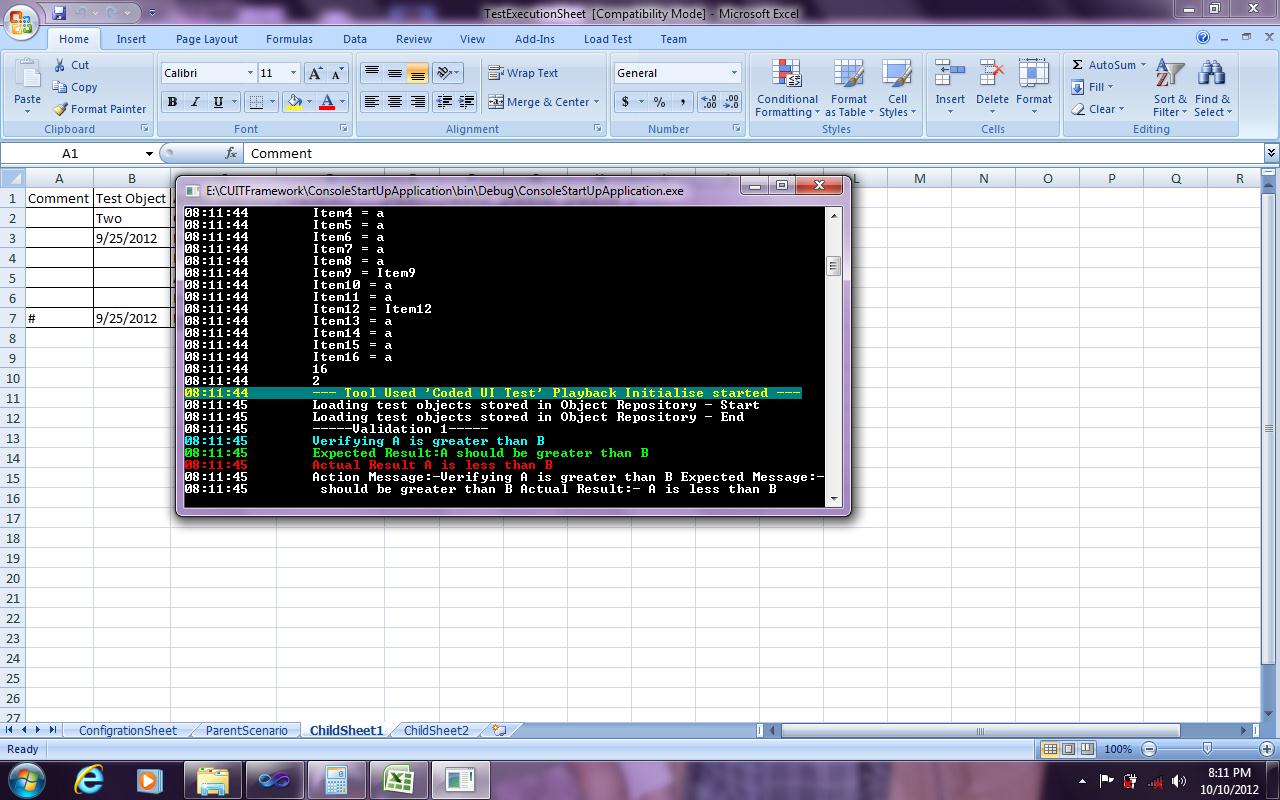 TestExecutionSheet [Compatibility Mode] - Microsoft Excel
Home Insert Page Layout Formulas Data Review View Add-Ins Load Test Team
Paste
Cut
Copy
Format Painter
Clipboard
Calibri 11
B I U
Font
Wrap Text
Merge & Center
Alignment
General
$ % ,
Number
Conditional Formatting
Format as Table
Cell Styles
Styles
Insert Delete Format
Cells
AutoSum
Fill
Clear
Sort & Filter
Find & Select
Editing
A1 fx Comment
A B L M N O P Q R
1 Comment Test Object
2 Two
3 9/25/2012
4
5
6
7 # 9/25/2012
8
9
10
11
12
13
14
15
16
17
18
19
20
21
22
23
24
25
26
27
E:\CUITFramework\ConsoleStartUpApplication\bin\Debug\ConsoleStartUpApplication.exe
08:11:44 Item4 = a
08:11:44 Item5 = a
08:11:44 Item6 = a
08:11:44 Item7 = a
08:11:44 Item8 = a
08:11:44 Item9 = Item9
08:11:44 Item10 = a
08:11:44 Item11 = a
08:11:44 Item12 = Item12
08:11:44 Item13 = a
08:11:44 Item14 = a
08:11:44 Item15 = a
08:11:44 Item16 = a
08:11:44 16
08:11:44 2
08:11:44 --- Tool Used 'Coded UI Test' Playback Initialise started ---
08:11:45 Loading test objects stored in Object Repository - Start
08:11:45 Loading test objects stored in Object Repository - End
08:11:45 -----Validation 1-----
08:11:45 Verifying A is greater than B
08:11:45 Expected Result:A should be greater than B
08:11:45 Actual Result A is less than B
08:11:45 Action Message:-Verifying A is greater than B Expected Message:-
08:11:45 should be greater than B Actual Result:- A is less than B
ConfigrationSheet ParentScenario ChildSheet1 ChildSheet2
Ready 100%
8:11 PM
10/10/2012